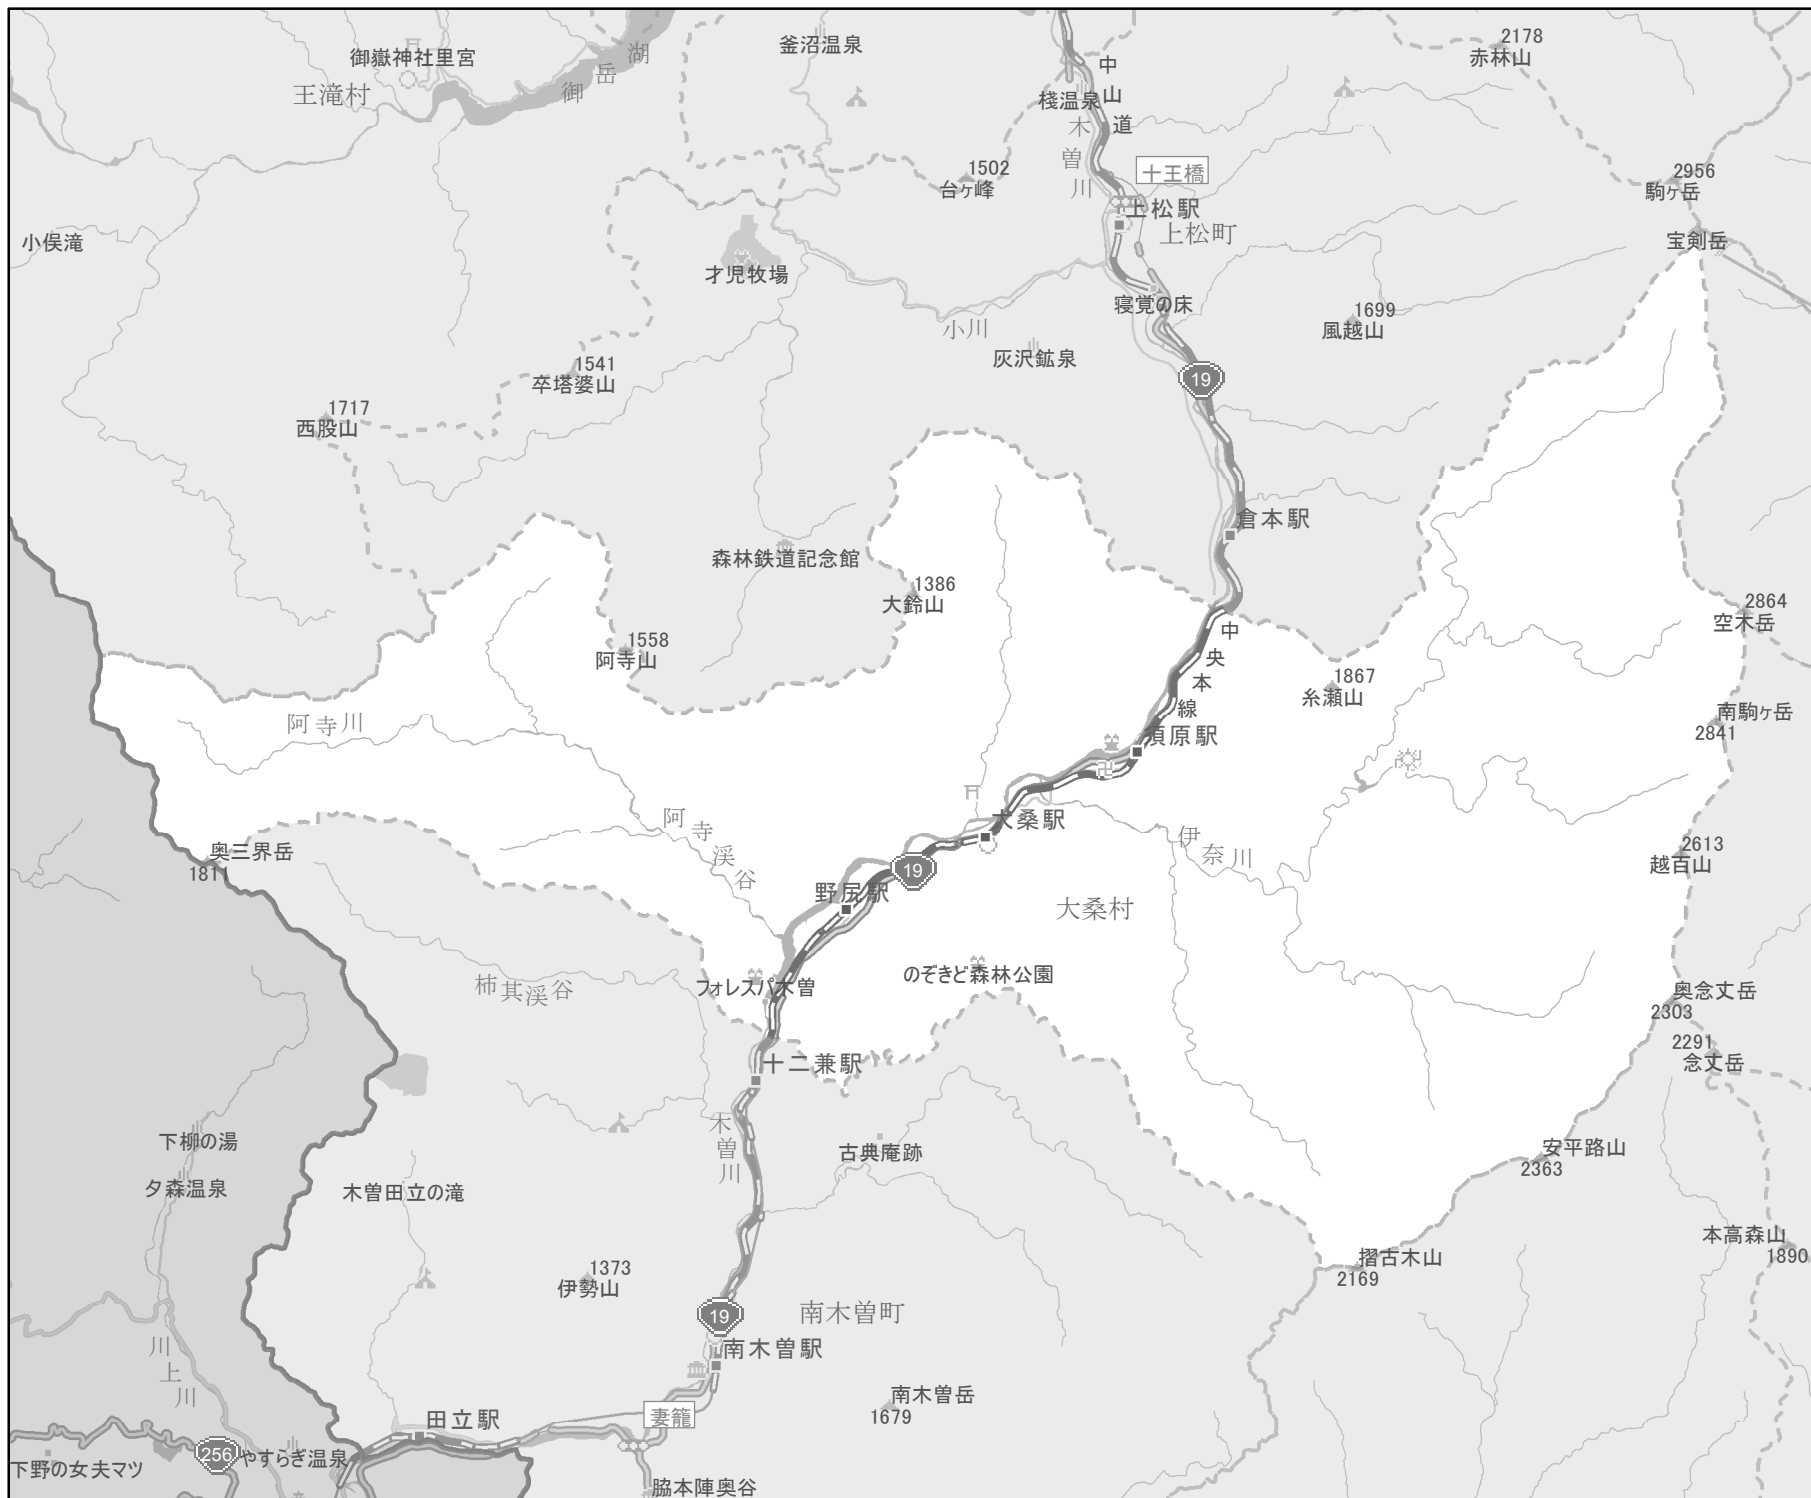 2178
赤林山
釜沼温泉
御嶽神社里宮
王滝村
御岳湖
中山道
棧温泉
木曽川
十王橋
1502
台ヶ峰
上松駅
上松町
2956
駒ヶ岳
宝剣岳
小俣滝
才児牧場
寝覚の床
小川
灰沢鉱泉
1699
風越山
1541
卒塔婆山
19
1717
西股山
倉本駅
森林鉄道記念館
1386
大鈴山
2864
空木岳
中央本線
1558
阿寺山
1867
糸瀬山
阿寺川
須原駅
南駒ヶ岳
2841
阿寺渓谷
大桑駅
伊奈川
奥三界岳
1811
2613
越百山
19
野尻駅
大桑村
のぞきど森林公園
フォレスパ木曽
柿其渓谷
奥念丈岳
2303
2291
念丈岳
十二兼駅
木曽川
下柳の湯
古典庵跡
安平路山
2363
夕森温泉
木曽田立の滝
本高森山
1890
摺古木山
2169
1373
伊勢山
19
南木曽町
川上川
南木曽駅
南木曽岳
1679
田立駅
妻籠
256
やすらぎ温泉
下野の女夫マツ
脇本陣奥谷